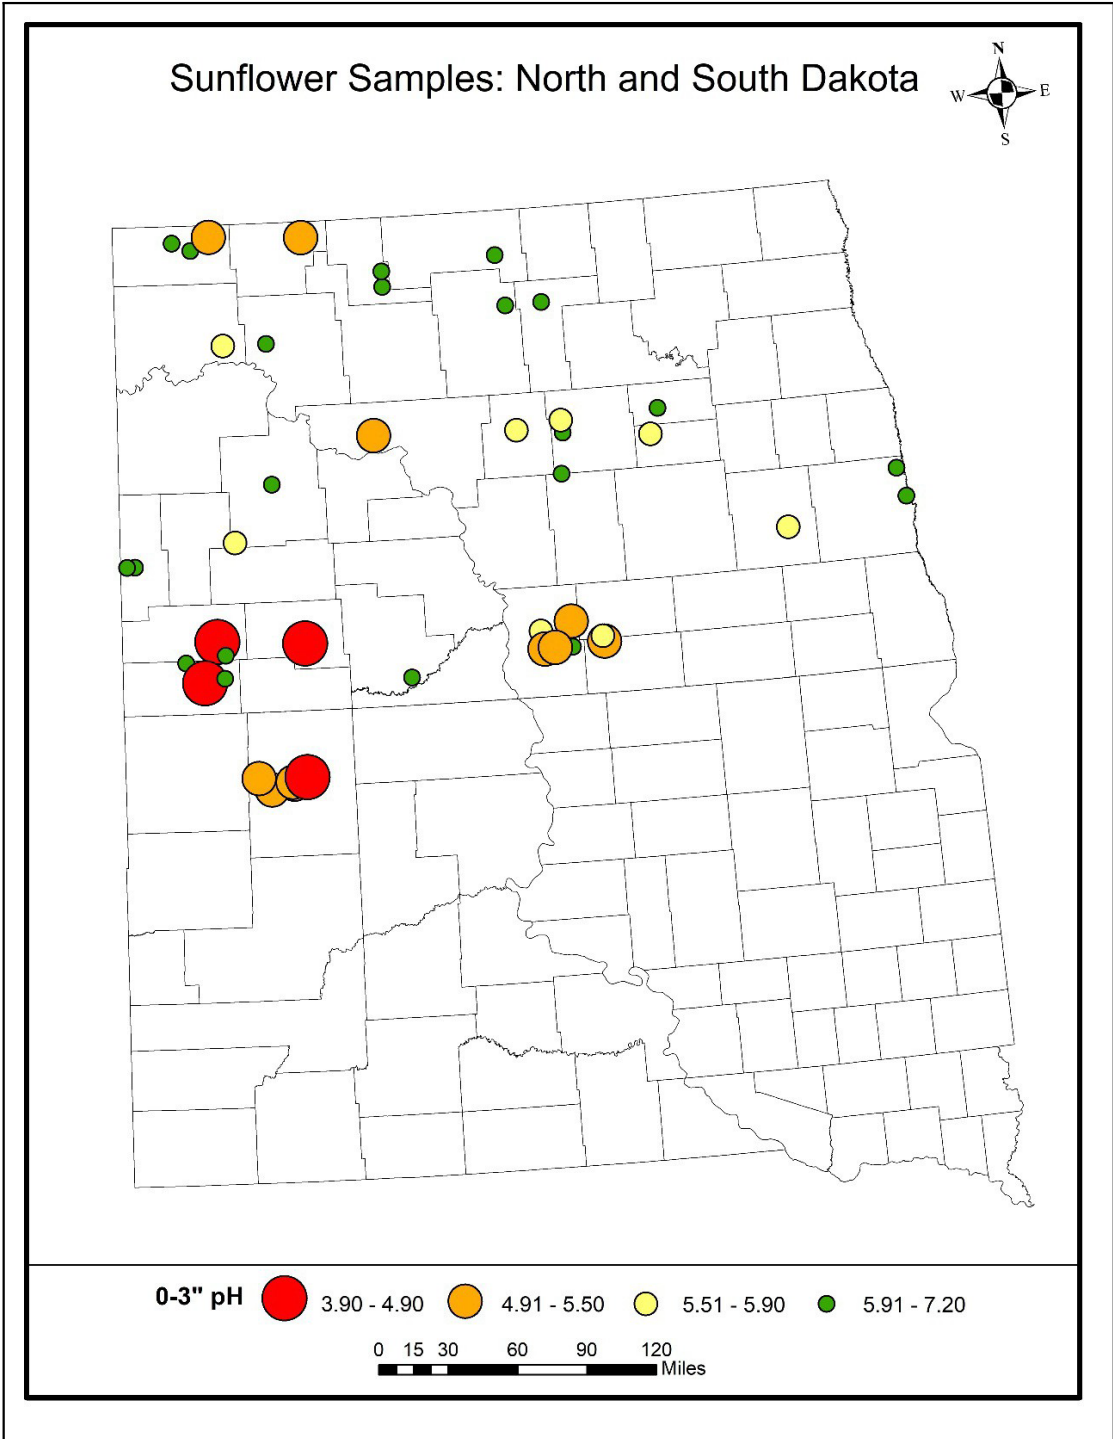 Sunflower Samples: North and South Dakota
N
W E
S
0-3" pH 3.90 - 4.90 4.91 - 5.50 5.51 - 5.90 5.91 - 7.20
0 15 30 60 90 120
Miles